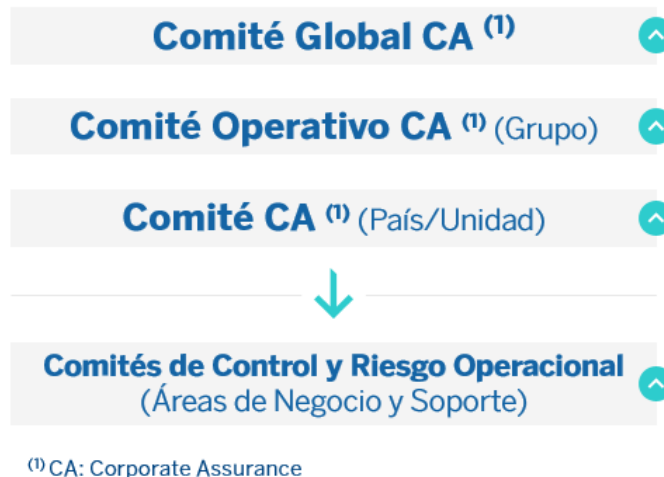 Comité Global CA (1)
Comité Operativo CA (1) (Grupo)
Comité CA (1) (País/Unidad)
Comités de Control y Riesgo Operacional
(Áreas de Negocio y Soporte)
(1) CA: Corporate Assurance